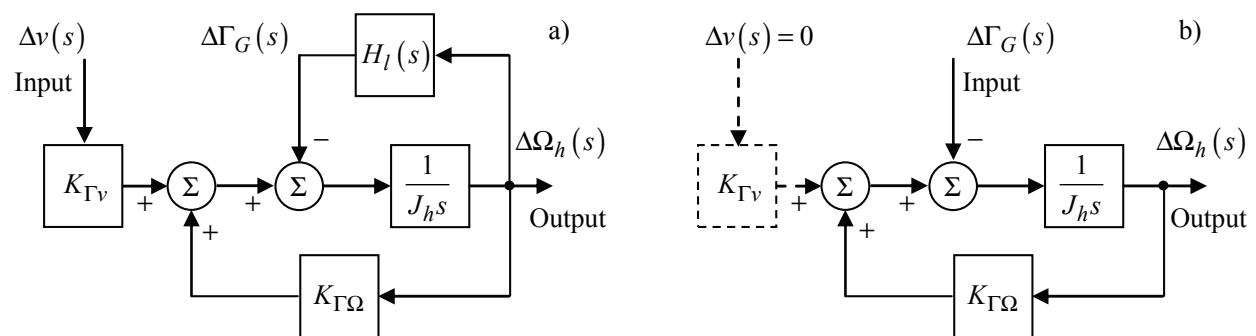 Δv(s)
Input
ΔΓ_G(s)
H_l(s)
a)
−
ΔΩ_h(s)
K_Γv
+
Σ
+
Σ
1
J_h s
Output
+
K_ΓΩ
Δv(s) = 0
ΔΓ_G(s)
Input
b)
−
ΔΩ_h(s)
K_Γv
+
Σ
+
Σ
1
J_h s
Output
+
K_ΓΩ